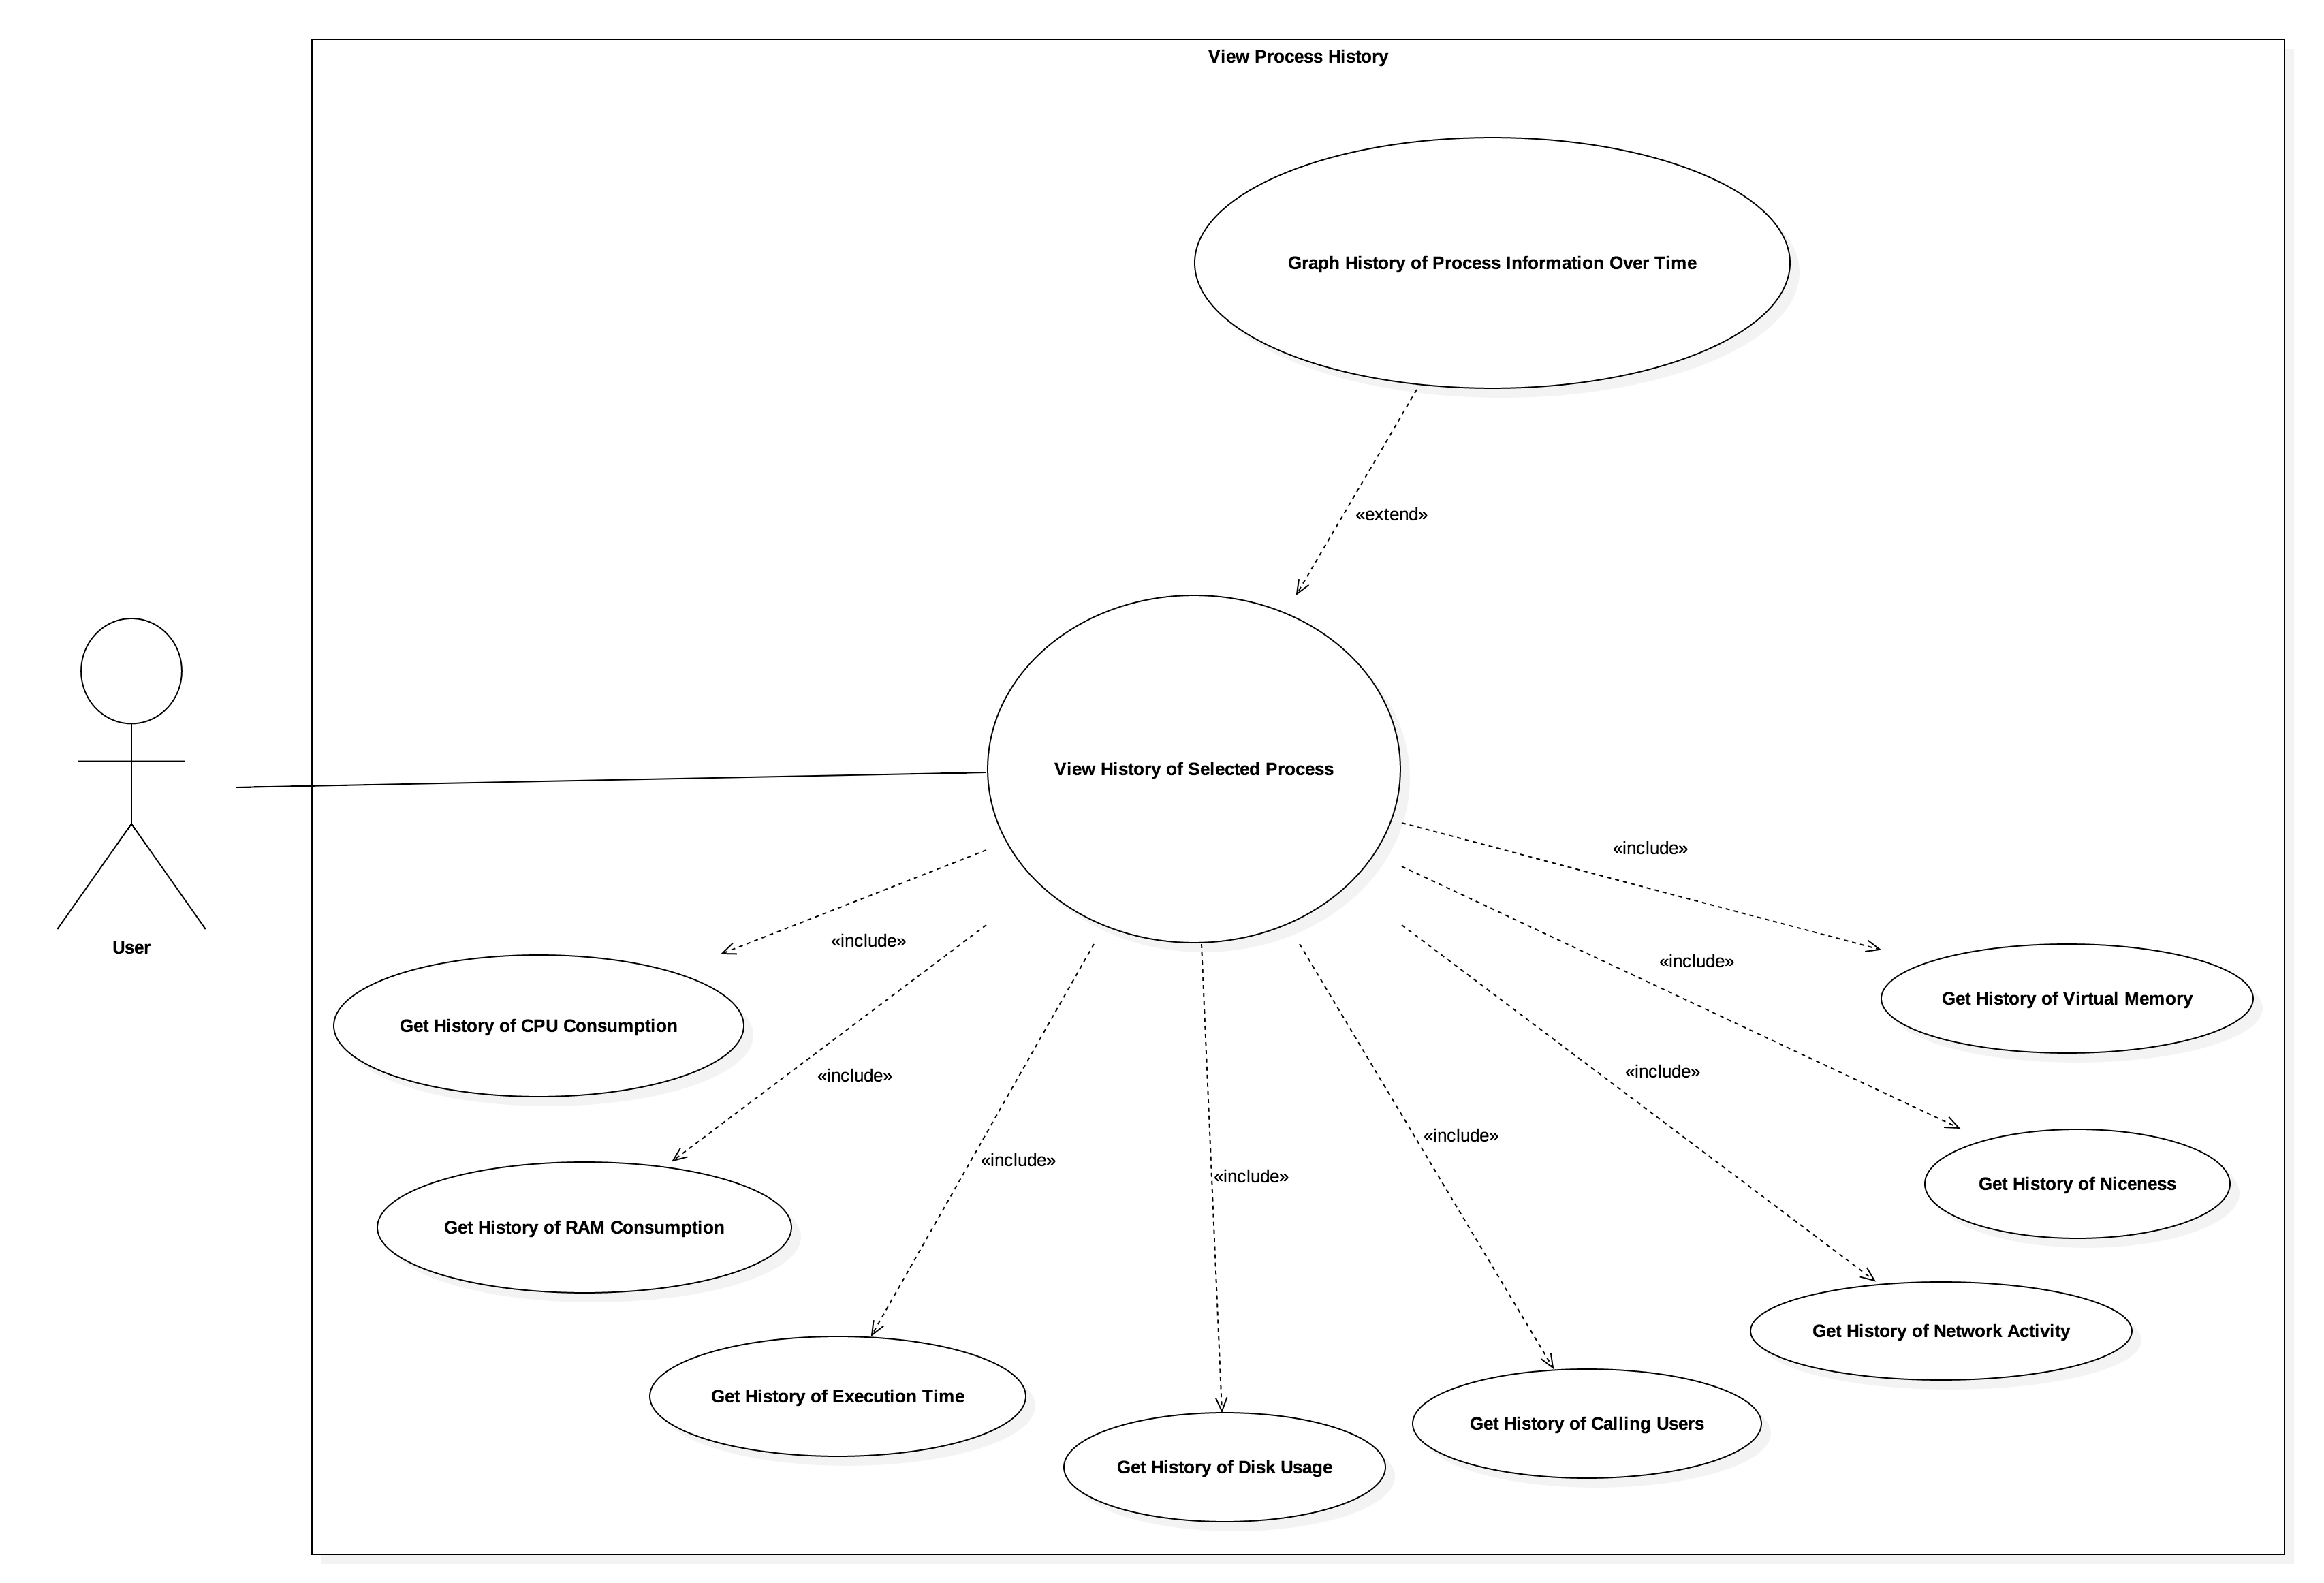 View Process History
Graph History of Process Information Over Time
«extend»
View History of Selected Process
User
«include»
«include»
«include»
«include»
«include»
«include»
«include»
«include»
Get History of Virtual Memory
Get History of CPU Consumption
Get History of Niceness
Get History of RAM Consumption
Get History of Network Activity
Get History of Execution Time
Get History of Calling Users
Get History of Disk Usage